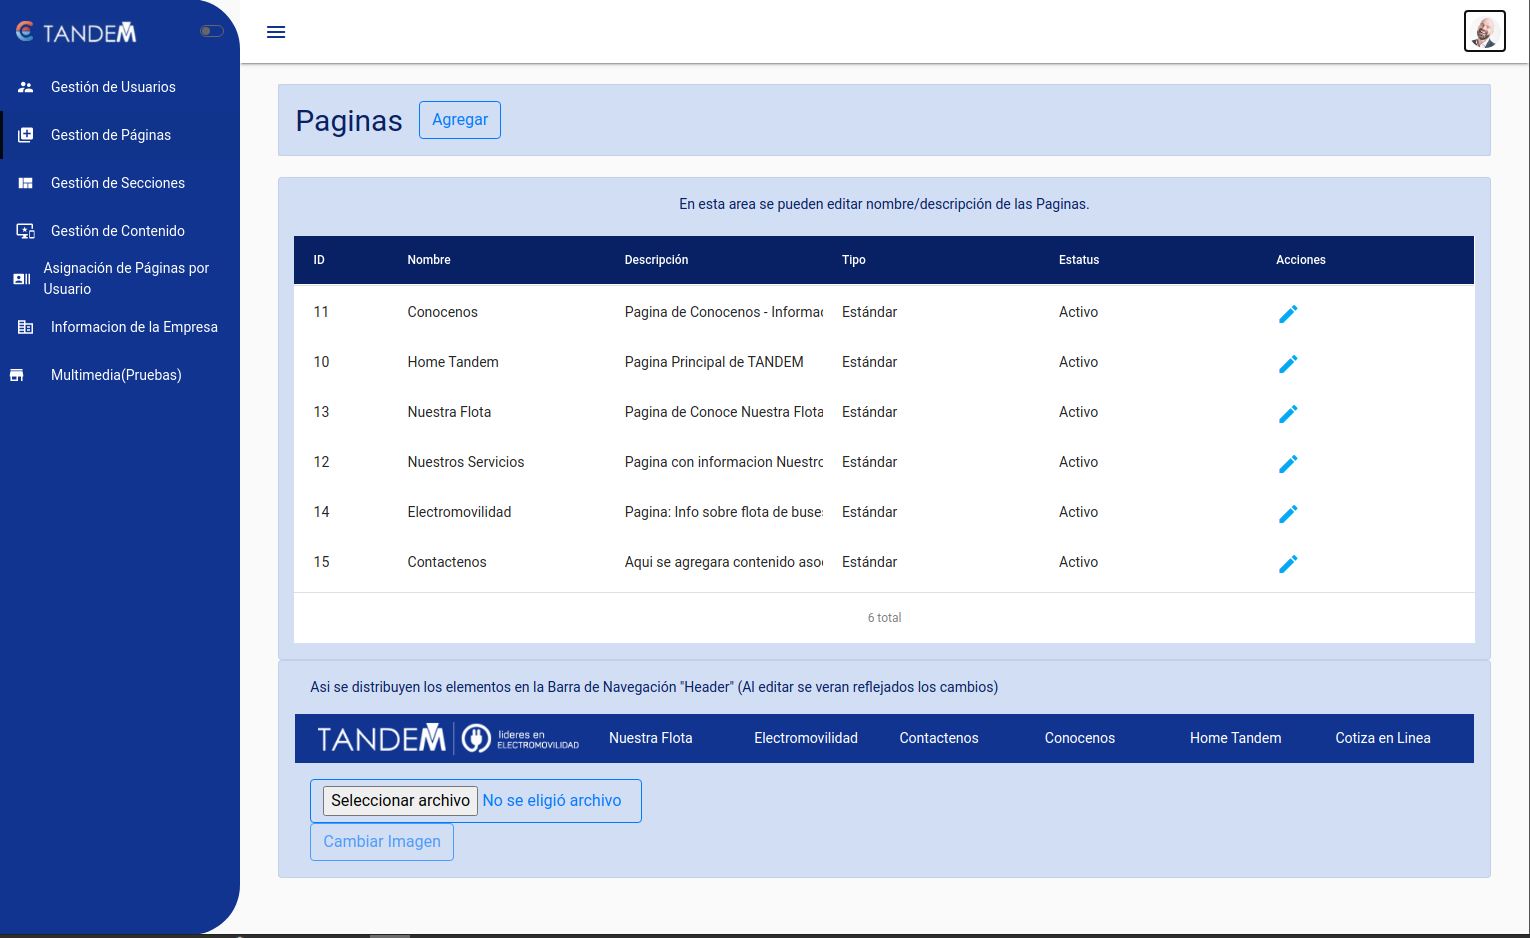 TANDEM
Gestión de Usuarios
Gestion de Páginas
Gestión de Secciones
Gestión de Contenido
Asignación de Páginas por
Usuario
Informacion de la Empresa
Multimedia(Pruebas)
Paginas Agregar
En esta area se pueden editar nombre/descripción de las Paginas.
ID Nombre Descripción Tipo Estatus Acciones
11 Conocenos Pagina de Conocenos - Informac Estándar Activo
10 Home Tandem Pagina Principal de TANDEM Estándar Activo
13 Nuestra Flota Pagina de Conoce Nuestra Flota Estándar Activo
12 Nuestros Servicios Pagina con informacion Nuestro Estándar Activo
14 Electromovilidad Pagina: Info sobre flota de buses Estándar Activo
15 Contactenos Aqui se agregara contenido aso Estándar Activo
6 total
Asi se distribuyen los elementos en la Barra de Navegación "Header" (Al editar se veran reflejados los cambios)
TANDEM líderes en
ELECTROMOVILIDAD
Nuestra Flota Electromovilidad Contactenos Conocenos Home Tandem Cotiza en Linea
Seleccionar archivo No se eligió archivo
Cambiar Imagen